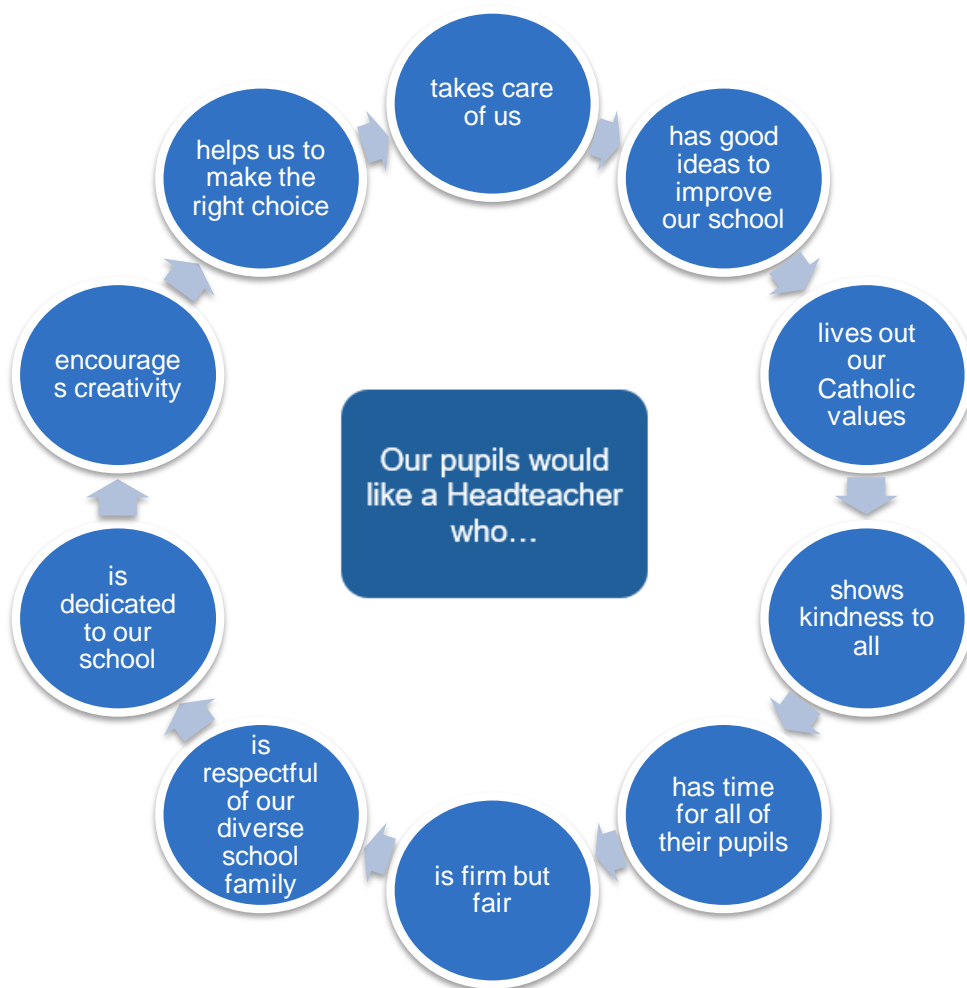 Our pupils would
like a Headteacher
who…
takes care
of us
has good
ideas to
improve
our school
lives out
our
Catholic
values
shows
kindness to
all
has time
for all of
their pupils
is firm but
fair
is
respectful
of our
diverse
school
family
is
dedicated
to our
school
encourage
s creativity
helps us to
make the
right choice